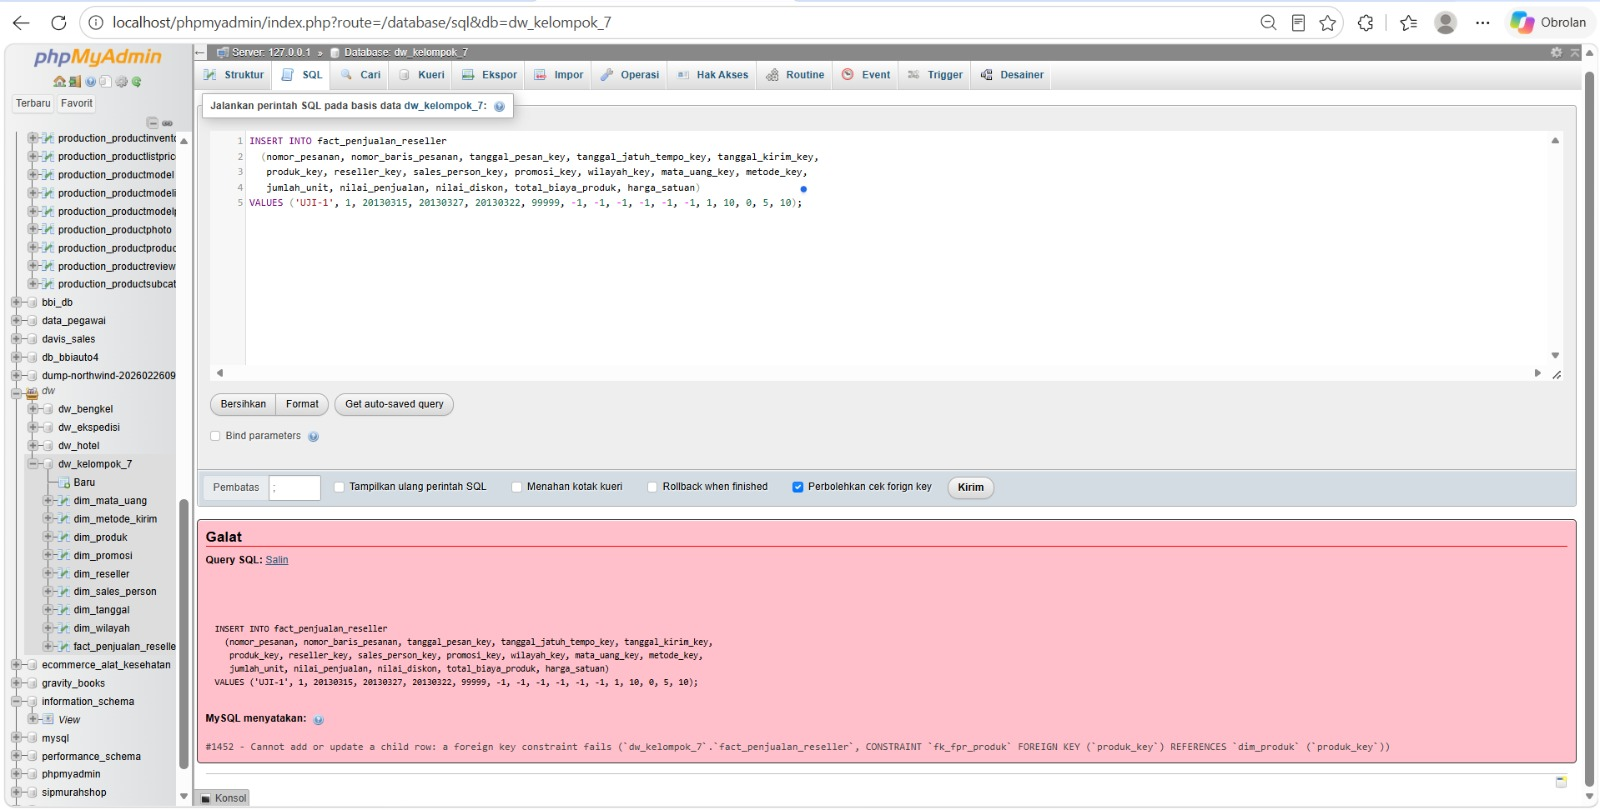 localhost/phpmyadmin/index.php?route=/database/sql&db=dw_kelompok_7
Obrolan
phpMyAdmin
Terbaru Favorit
production_productinvento
production_productlistpric
production_productmodel
production_productmodeli
production_productmodelp
production_productphoto
production_productproduc
production_productreview
production_productsubcat
bbi_db
data_pegawai
davis_sales
db_bbiauto4
dump-northwind-2026022609
dw
dw_bengkel
dw_ekspedisi
dw_hotel
dw_kelompok_7
Baru
dim_mata_uang
dim_metode_kirim
dim_produk
dim_promosi
dim_reseller
dim_sales_person
dim_tanggal
dim_wilayah
fact_penjualan_reselle
ecommerce_alat_kesehatan
gravity_books
information_schema
View
mysql
performance_schema
phpmyadmin
sipmurahshop
Server: 127.0.0.1 » Database: dw_kelompok_7
Struktur SQL Cari Kueri Ekspor Impor Operasi Hak Akses Routine Event Trigger Desainer
Jalankan perintah SQL pada basis data dw_kelompok_7:
1 INSERT INTO fact_penjualan_reseller
2 (nomor_pesanan, nomor_baris_pesanan, tanggal_pesan_key, tanggal_jatuh_tempo_key, tanggal_kirim_key,
3 produk_key, reseller_key, sales_person_key, promosi_key, wilayah_key, mata_uang_key, metode_key,
4 jumlah_unit, nilai_penjualan, nilai_diskon, total_biaya_produk, harga_satuan)
5 VALUES ('UJI-1', 1, 20130315, 20130327, 20130322, 99999, -1, -1, -1, -1, -1, -1, 1, 10, 0, 5, 10);
Bersihkan Format Get auto-saved query
Bind parameters
Pembatas ; Tampilkan ulang perintah SQL Menahan kotak kueri Rollback when finished Perbolehkan cek forign key Kirim
Galat
Query SQL: Salin
INSERT INTO fact_penjualan_reseller
(nomor_pesanan, nomor_baris_pesanan, tanggal_pesan_key, tanggal_jatuh_tempo_key, tanggal_kirim_key,
produk_key, reseller_key, sales_person_key, promosi_key, wilayah_key, mata_uang_key, metode_key,
jumlah_unit, nilai_penjualan, nilai_diskon, total_biaya_produk, harga_satuan)
VALUES ('UJI-1', 1, 20130315, 20130327, 20130322, 99999, -1, -1, -1, -1, -1, -1, 1, 10, 0, 5, 10);
MySQL menyatakan:
#1452 - Cannot add or update a child row: a foreign key constraint fails (`dw_kelompok_7`.`fact_penjualan_reseller`, CONSTRAINT `fk_fpr_produk` FOREIGN KEY (`produk_key`) REFERENCES `dim_produk` (`produk_key`))
Konsol